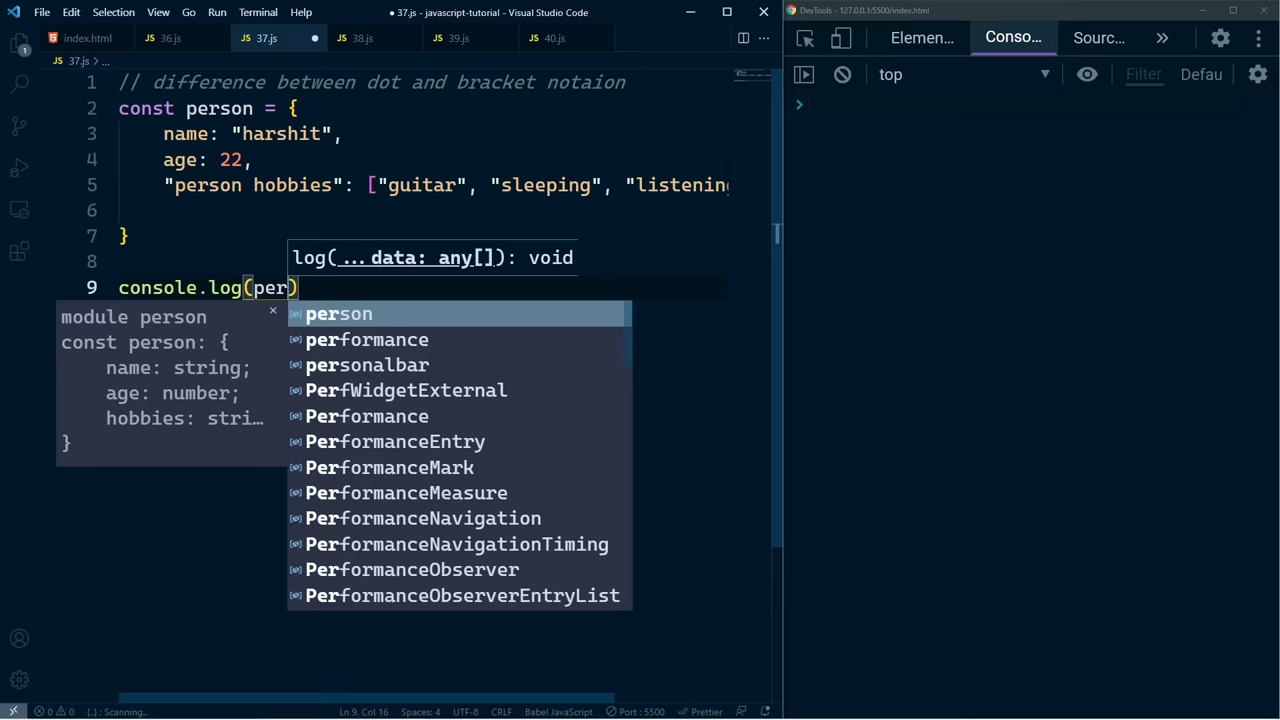 File Edit Selection View Go Run Terminal Help ● 37.js - javascript-tutorial - Visual Studio Code
DevTools - 127.0.0.1:5500/index.html
index.html JS 36.js JS 37.js ● JS 38.js JS 39.js JS 40.js
Elemen... Conso... Sourc... »
JS 37.js > ...
top Filter Defau
1 // difference between dot and bracket notaion
2 const person = {
3 name: "harshit",
4 age: 22,
5 "person hobbies": ["guitar", "sleeping", "listening
6
7 }
8
log(...data: any[]): void
9 console.log(per)
module person
const person: {
name: string;
age: number;
hobbies: stri…
}
person
performance
personalbar
PerfWidgetExternal
Performance
PerformanceEntry
PerformanceMark
PerformanceMeasure
PerformanceNavigation
PerformanceNavigationTiming
PerformanceObserver
PerformanceObserverEntryList
1
0 0 {..} : Scanning.. Ln 9, Col 16 Spaces: 4 UTF-8 CRLF Babel JavaScript Port : 5500 Prettier